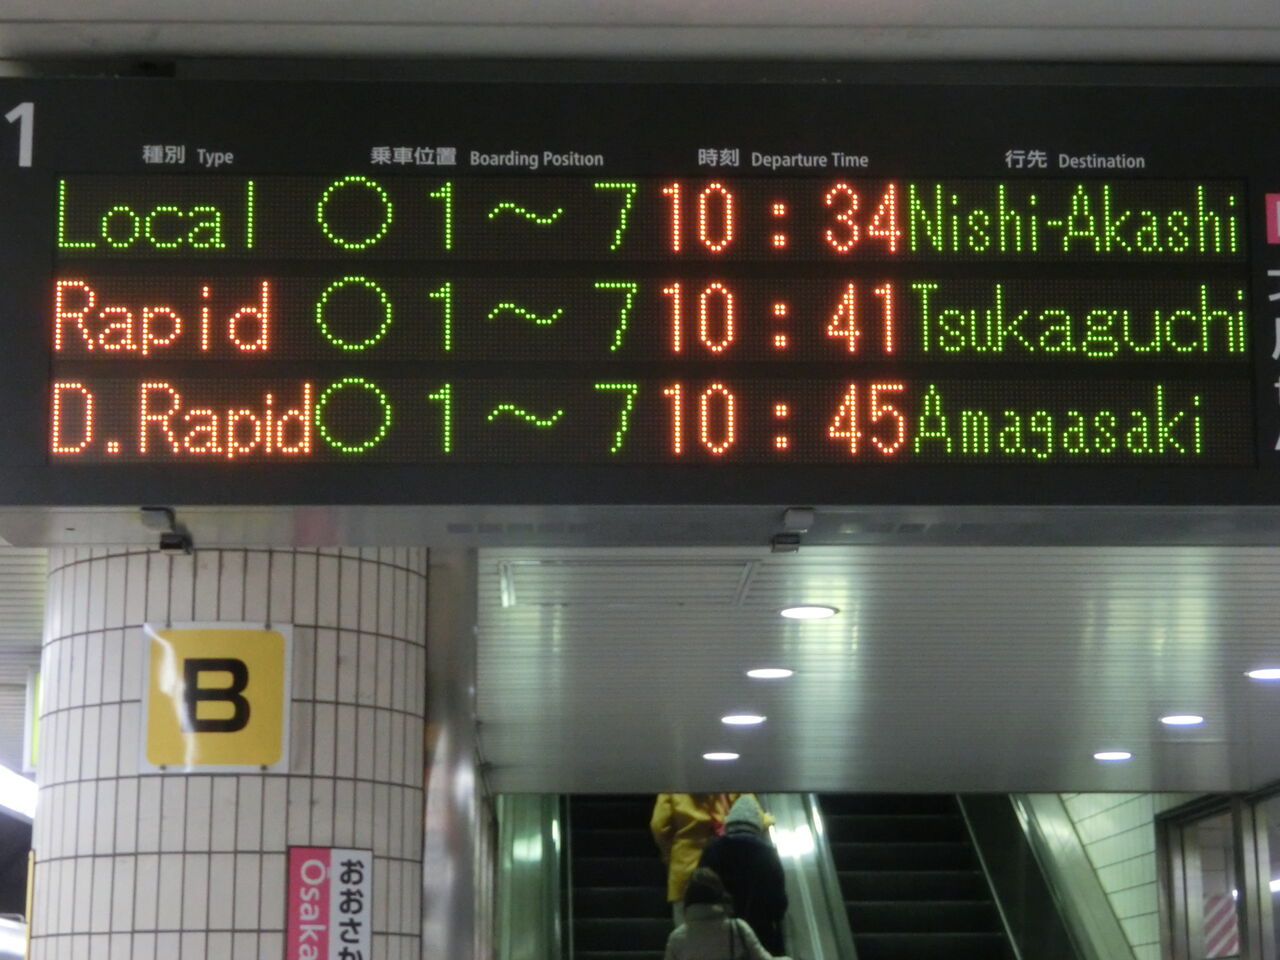 1
種別 Type 乗車位置 Boarding Position 時刻 Departure Time 行先 Destination
Local ○ 1～7 10:34 Nishi-Akashi
Rapid ○ 1～7 10:41 Tsukaguchi
D.Rapid ○ 1～7 10:45 Amagasaki
B
おおさか
Ōsaka